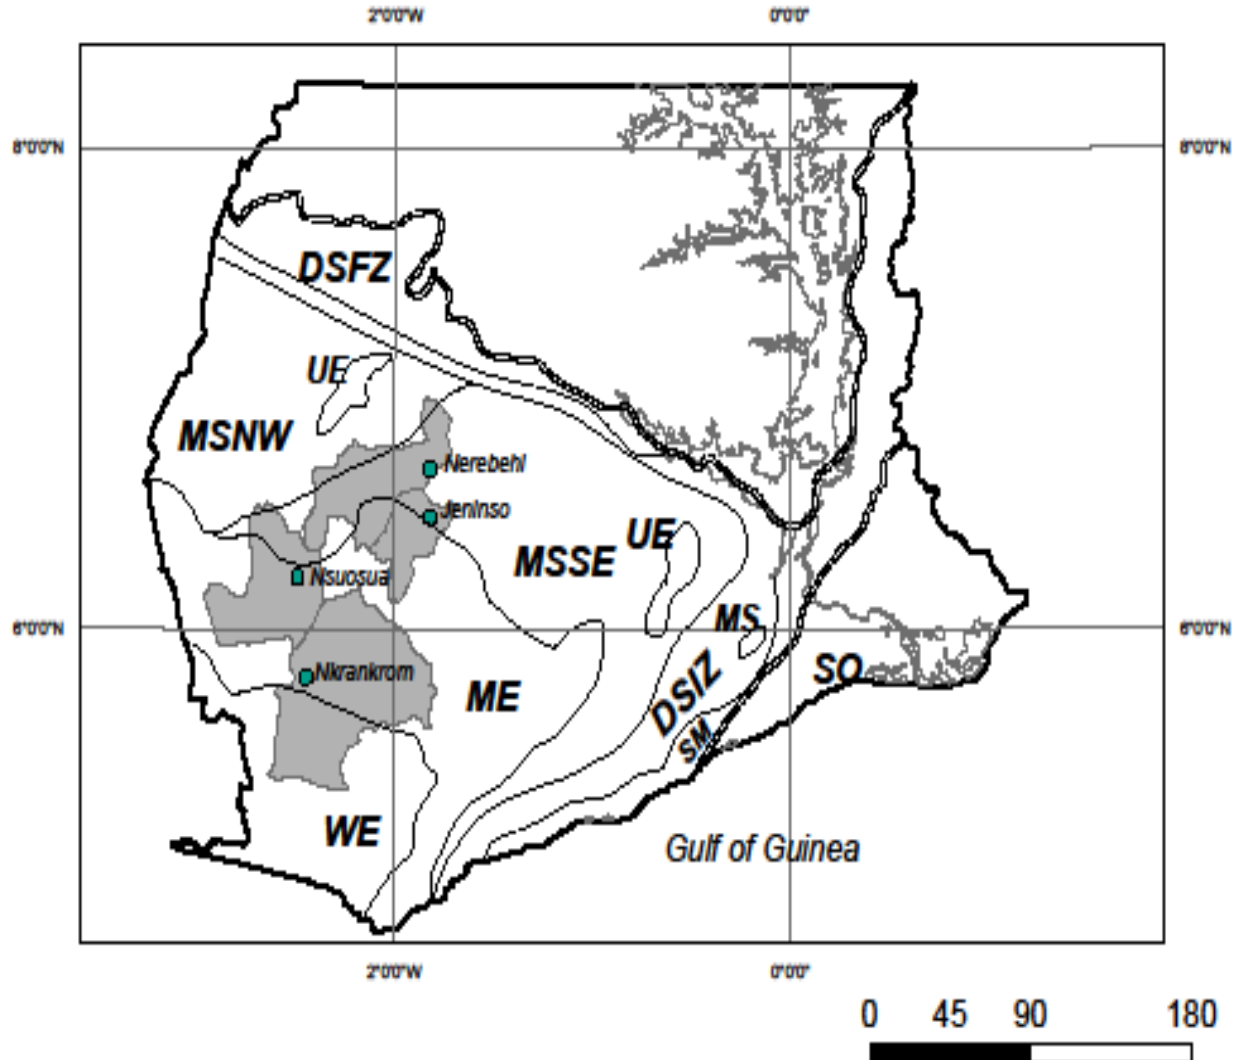 2°0'0"W 0°0'0"
8°0'0"N 8°0'0"N
DSFZ
UE
MSNW
Nerebehi
Jeninso
UE
MSSE
Nsuosua
MS
6°0'0"N 6°0'0"N
SO
Nkrankrom
DSIZ
ME
SM
WE
Gulf of Guinea
2°0'0"W 0°0'0"
0 45 90 180